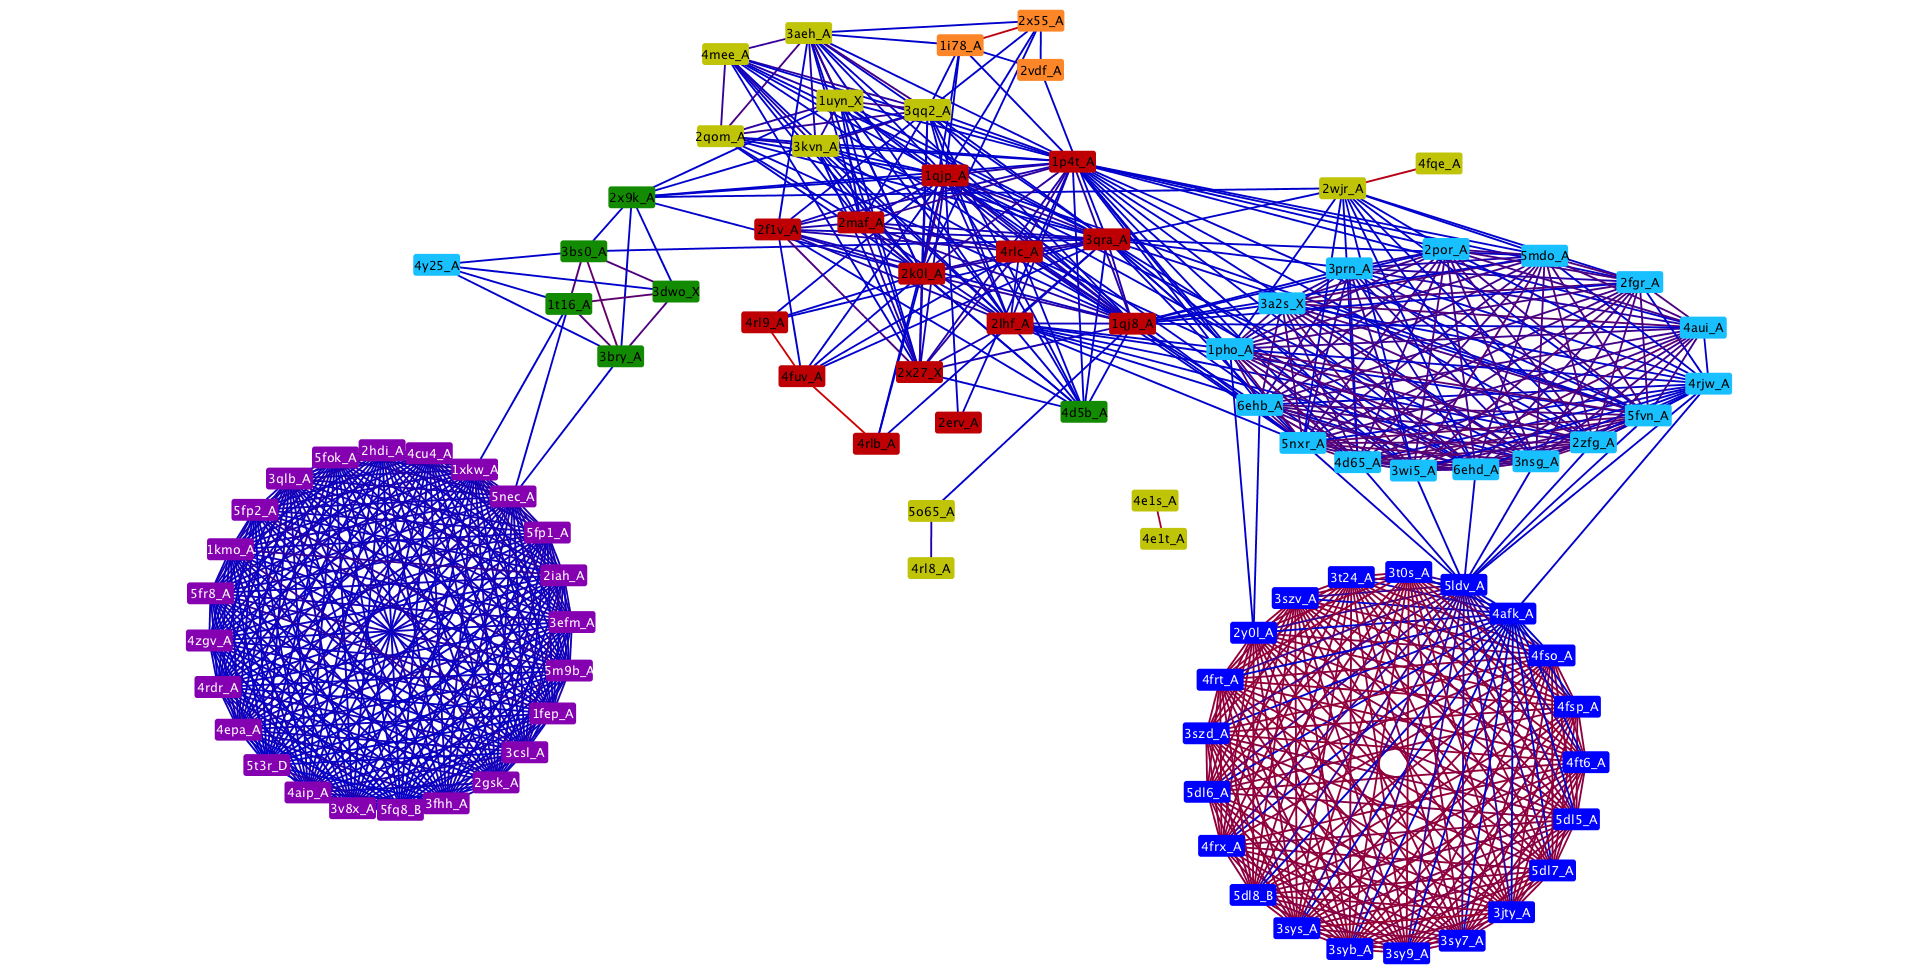 2x55_A
3aeh_A
1i78_A
4mee_A
2vdf_A
1uyn_X
3qq2_A
2qom_A
3kvn_A
1p4t_A
4fqe_A
1qjp_A
2wjr_A
2x9k_A
2maf_A
2f1v_A
3qra_A
3bs0_A
4rlc_A
2por_A
5mdo_A
4y25_A
3prn_A
2k0l_A
2fgr_A
3dwo_X
1t16_A
3a2s_X
4rl9_A
2lhf_A
1qj8_A
4aui_A
1pho_A
3bry_A
2x27_X
4fuv_A
4rjw_A
6ehb_A
4d5b_A
5fvn_A
2erv_A
4rlb_A
5nxr_A
2zfg_A
2hdi_A
4cu4_A
5fok_A
4d65_A
3nsg_A
1xkw_A
3wi5_A
6ehd_A
3qlb_A
5nec_A
4e1s_A
5fp2_A
5o65_A
5fp1_A
4e1t_A
1kmo_A
4rl8_A
2iah_A
3t0s_A
3t24_A
5ldv_A
5fr8_A
3szv_A
4afk_A
3efm_A
2y0l_A
4zgv_A
4fso_A
5m9b_A
4frt_A
4rdr_A
4fsp_A
1fep_A
4epa_A
3szd_A
3csl_A
4ft6_A
5t3r_D
2gsk_A
4aip_A
5dl6_A
3fhh_A
3v8x_A
5fq8_B
5dl5_A
4frx_A
5dl7_A
5dl8_B
3jty_A
3sys_A
3sy7_A
3syb_A
3sy9_A